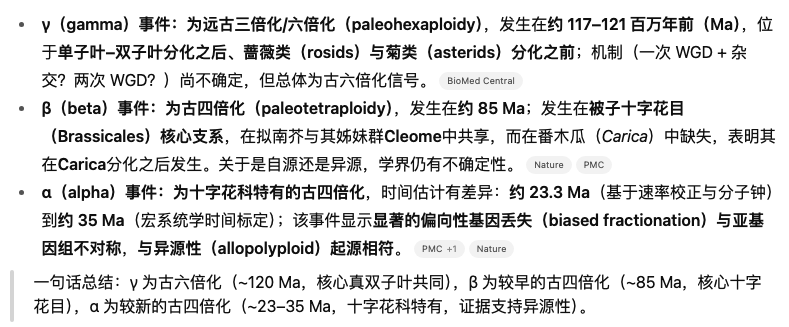 • γ（gamma）事件：为远古三倍化/六倍化（paleohexaploidy），发生在约 117–121 百万年前（Ma），位
于单子叶–双子叶分化之后、蔷薇类（rosids）与菊类（asterids）分化之前；机制（一次 WGD + 杂
交？两次 WGD？）尚不确定，但总体为古六倍化信号。 BioMed Central
• β（beta）事件：为古四倍化（paleotetraploidy），发生在约 85 Ma；发生在被子十字花目
（Brassicales）核心支系，在拟南芥与其姊妹群Cleome中共享，而在番木瓜（Carica）中缺失，表明其
在Carica分化之后发生。关于是自源还是异源，学界仍有不确定性。 Nature PMC
• α（alpha）事件：为十字花科特有的古四倍化，时间估计有差异：约 23.3 Ma（基于速率校正与分子钟）
到约 35 Ma（宏系统学时间标定）；该事件显示显著的偏向性基因丢失（biased fractionation）与亚基
因组不对称，与异源性（allopolyploid）起源相符。 PMC +1 Nature
一句话总结：γ 为古六倍化（~120 Ma，核心真双子叶共同），β 为较早的古四倍化（~85 Ma，核心十字
花目），α 为较新的古四倍化（~23–35 Ma，十字花科特有，证据支持异源性）。